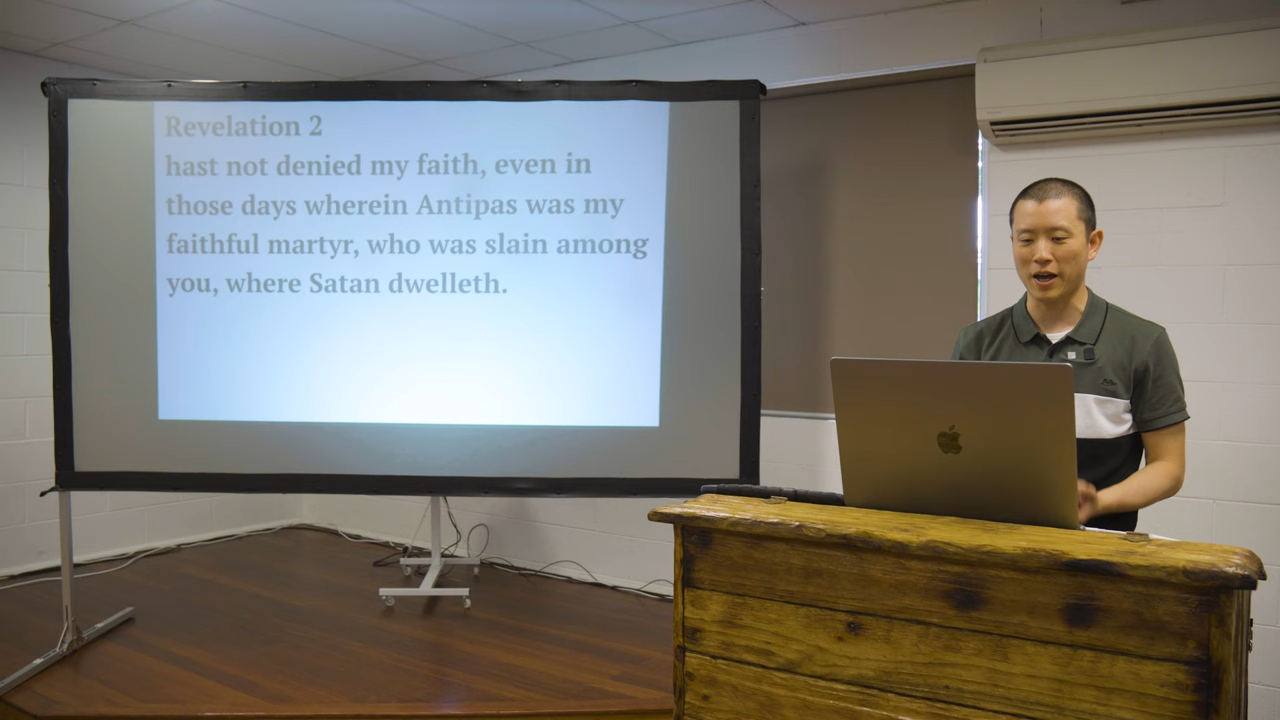 Revelation 2
hast not denied my faith, even in
those days wherein Antipas was my
faithful martyr, who was slain among
you, where Satan dwelleth.